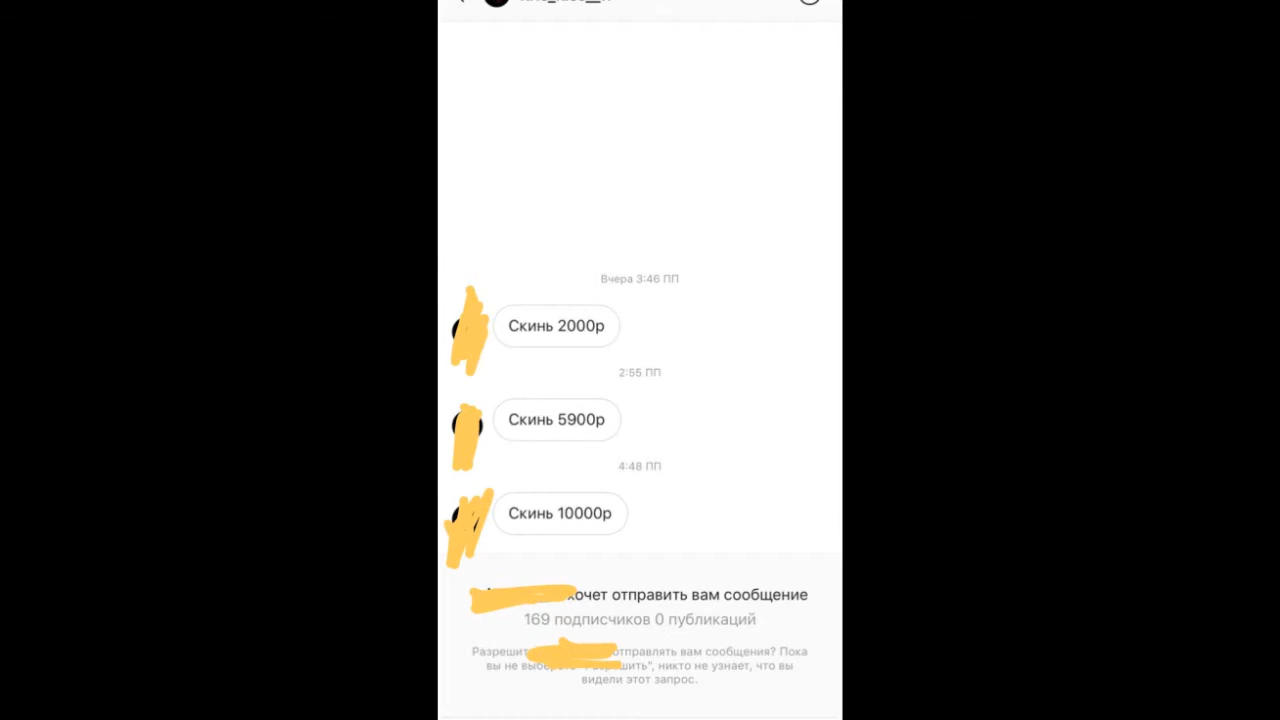 Вчера 3:46 ПП
Скинь 2000р
2:55 ПП
Скинь 5900р
4:48 ПП
Скинь 10000р
хочет отправить вам сообщение
169 подписчиков 0 публикаций
Разрешить отправлять вам сообщения? Пока
вы не выберете "Разрешить", никто не узнает, что вы
видели этот запрос.